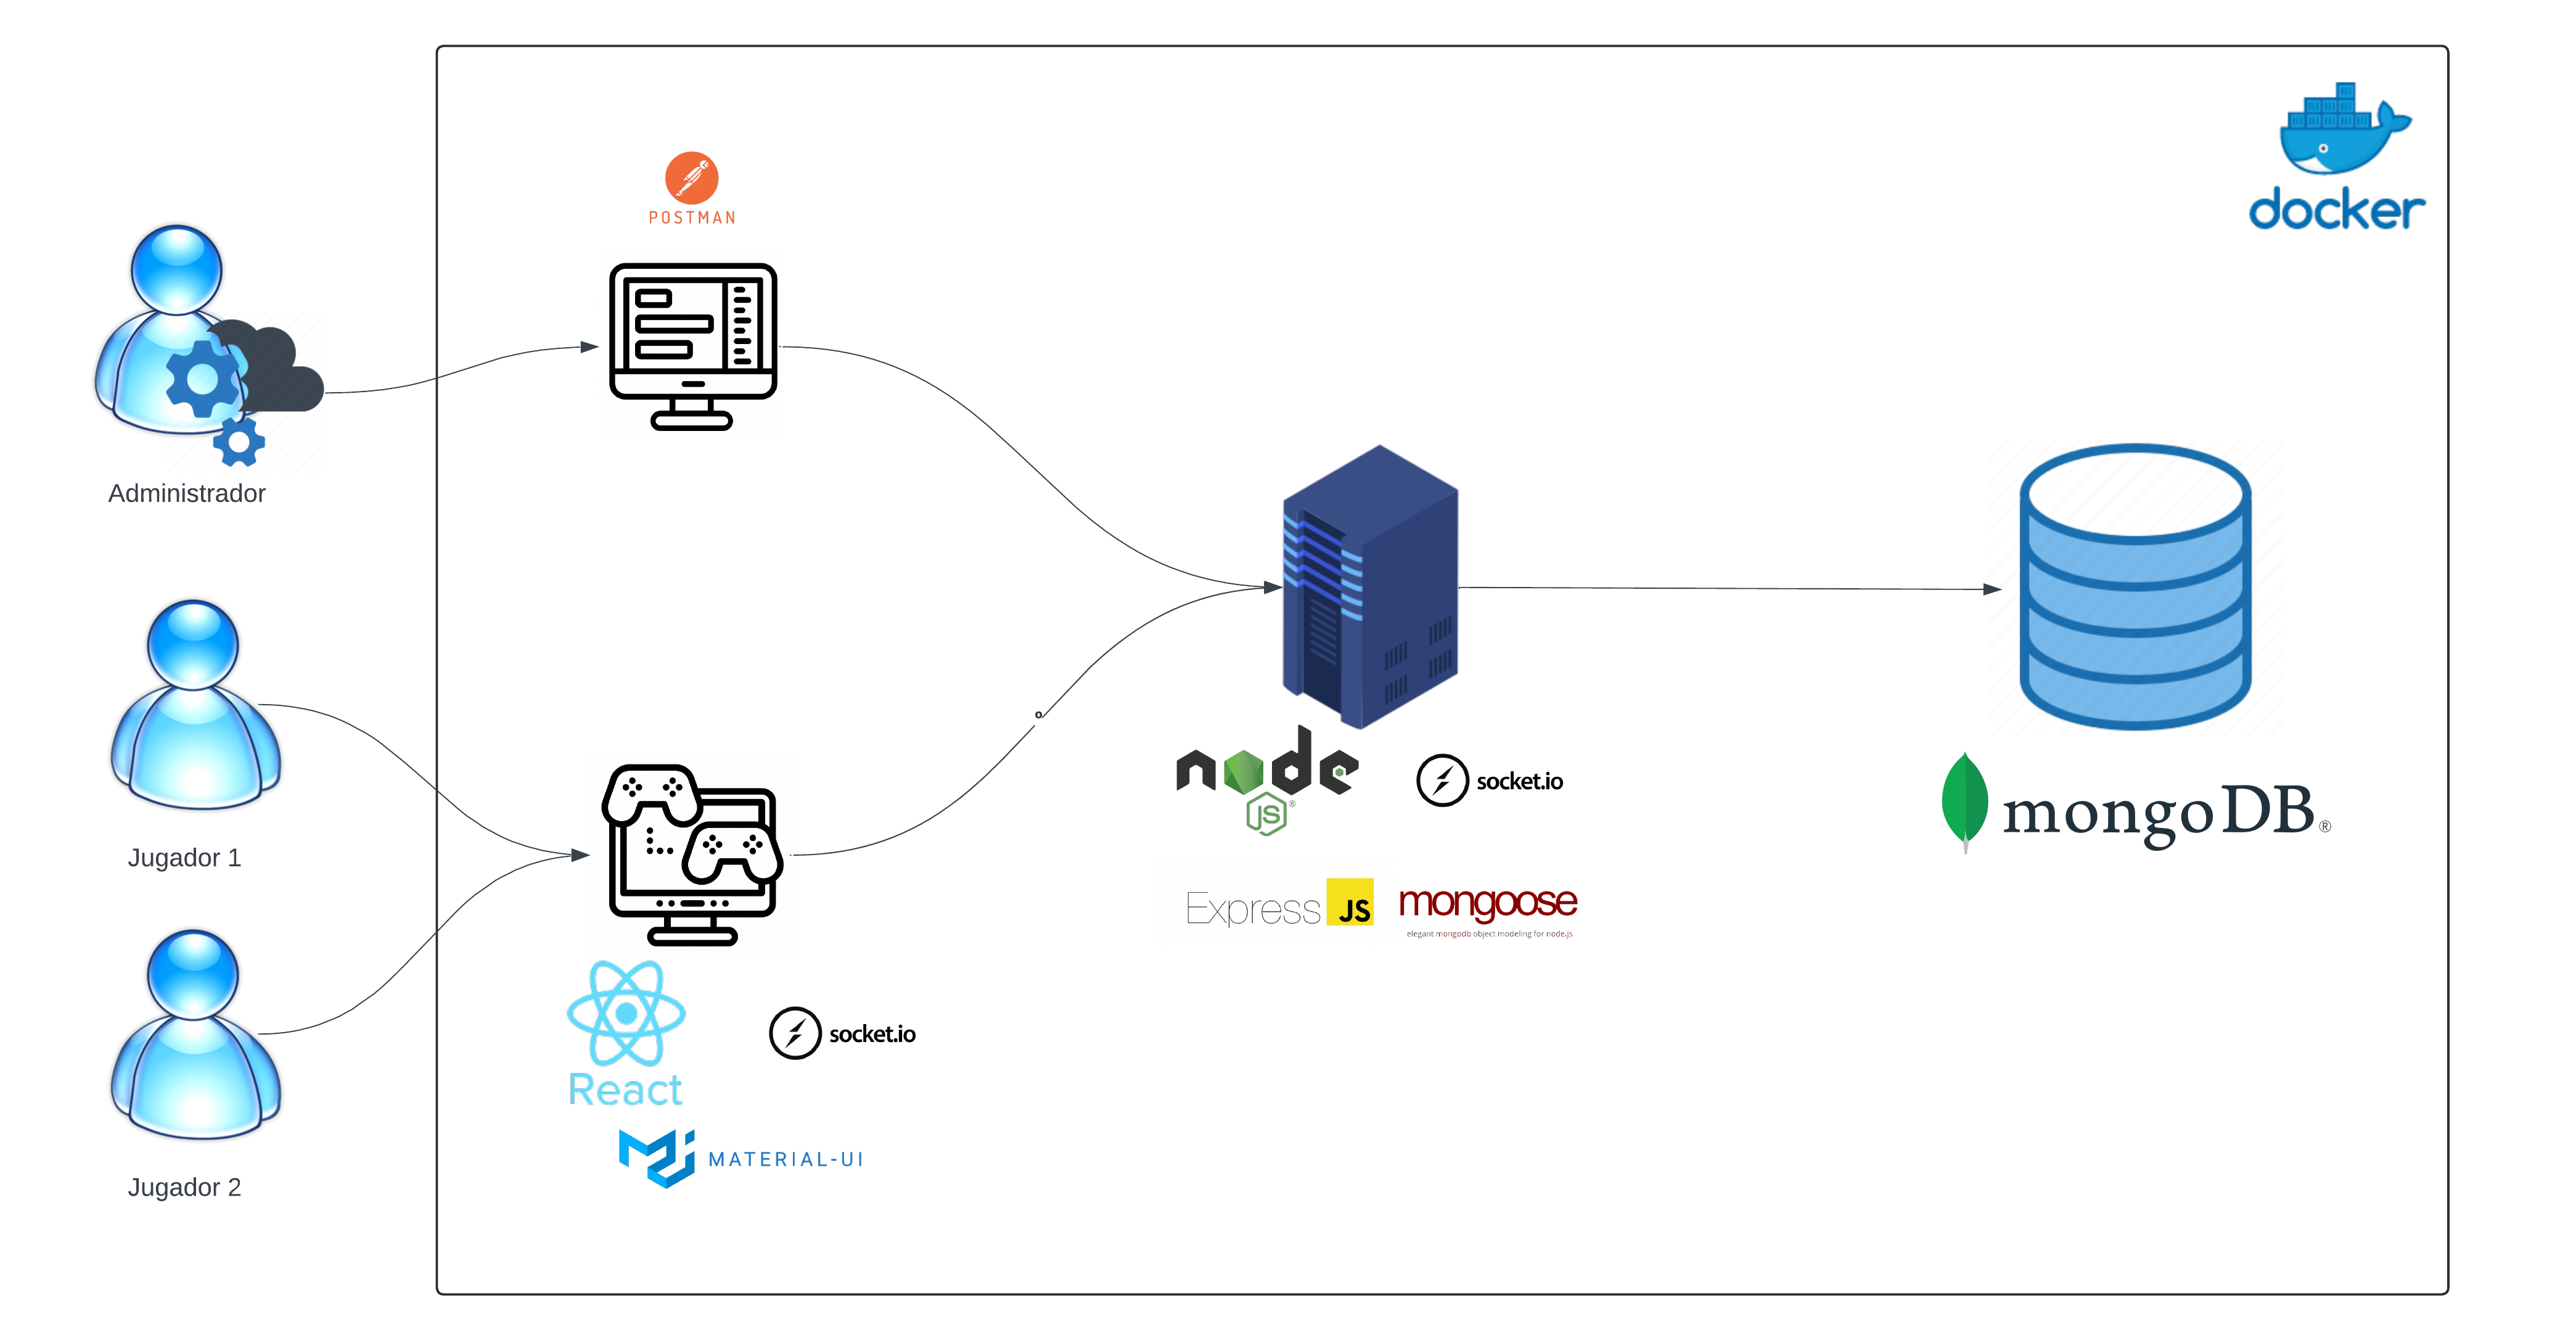 docker
POSTMAN
Administrador
Jugador 1
Jugador 2
o
React
socket.io
MATERIAL-UI
node
JS®
socket.io
Express JS
mongoose
elegant mongodb object modeling for node.js
mongoDB®